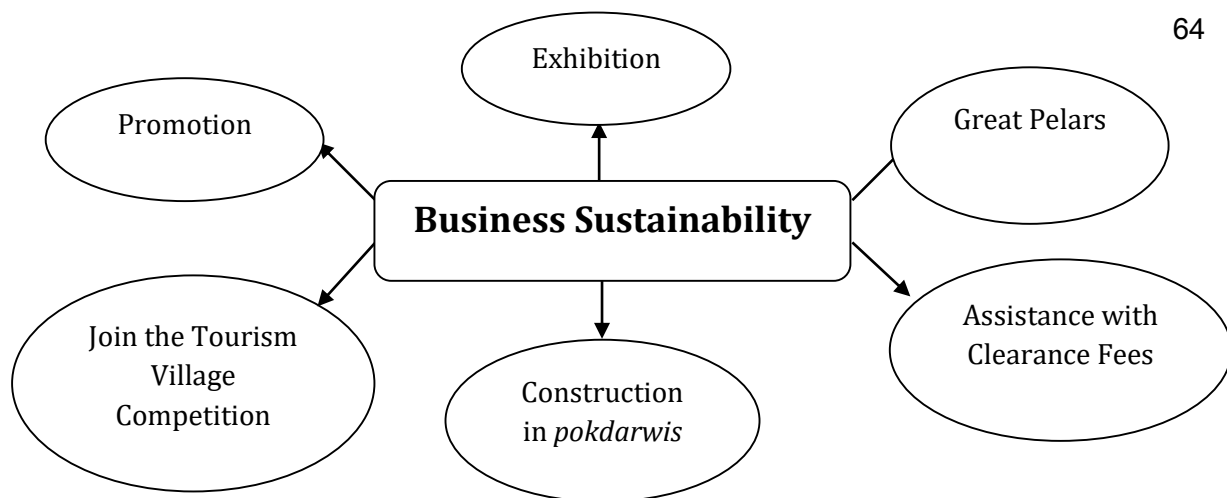 64
Exhibition
Promotion
Great Pelars
Business Sustainability
Join the Tourism
Village
Competition
Construction
in pokdarwis
Assistance with
Clearance Fees